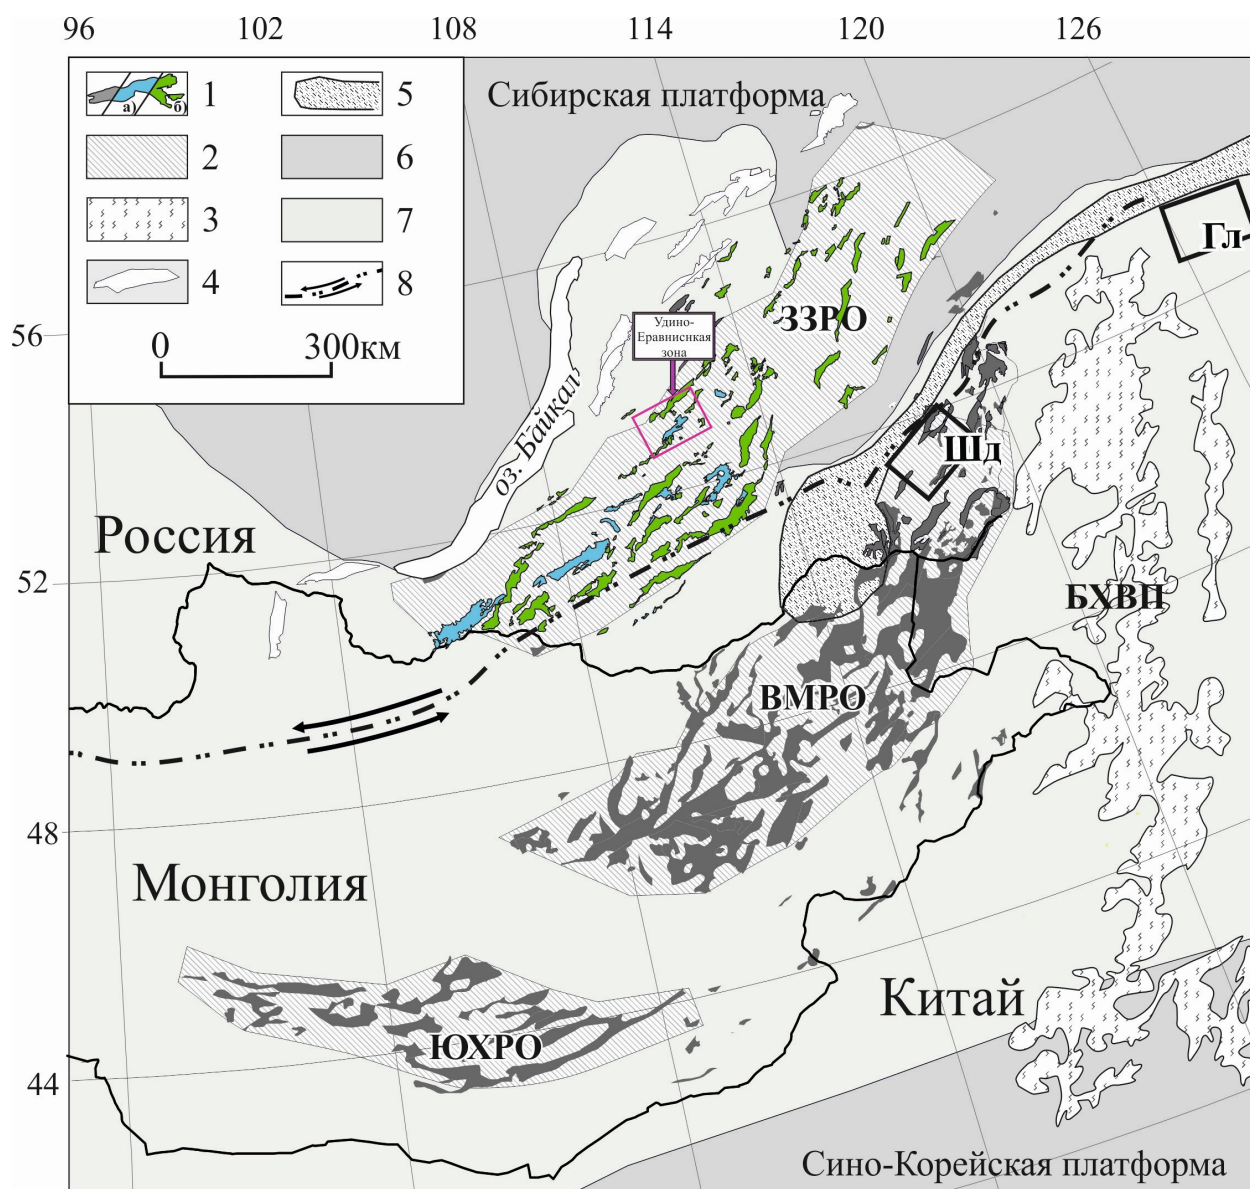 96 102 108 114 120 126
а) б) 1 5
2 6
3 7
4 8
0 300км
Сибирская платформа
Гл
56
Удино-
Еравниснкая
зона
ЗЗРО
оз. Байкал
Шд
Россия
52
БХВП
ВМРО
48
Монголия
Китай
ЮХРО
44
Сино-Корейская платформа